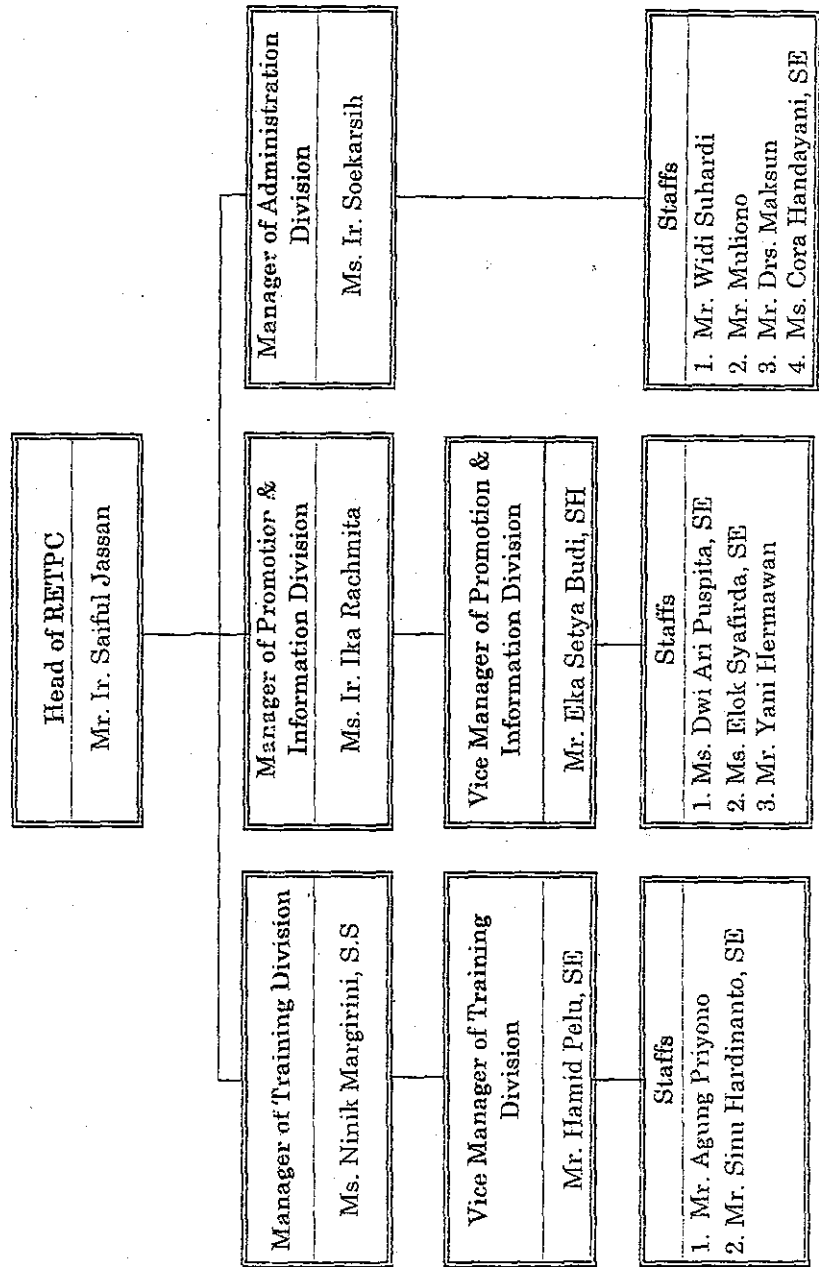 Head of RETPC
Mr. Ir. Saiful Jassan
Manager of Training Division
Ms. Ninik Margirini, S.S
Manager of Promotior &
Information Division
Ms. Ir. Ika Rachmita
Manager of Administration
Division
Ms. Ir. Soekarsih
Vice Manager of Training
Division
Mr. Hamid Pelu, SE
Vice Manager of Promotion &
Information Division
Mr. Eka Setya Budi, SH
Staffs
1. Mr. Agung Priyono
2. Mr. Sinu Hardinanto, SE
Staffs
1. Ms. Dwi Ari Puspita, SE
2. Ms. Elok Syafirda, SE
3. Mr. Yani Hermawan
Staffs
1. Mr. Widi Suhardi
2. Mr. Muliono
3. Mr. Drs. Maksun
4. Ms. Cora Handayani, SE